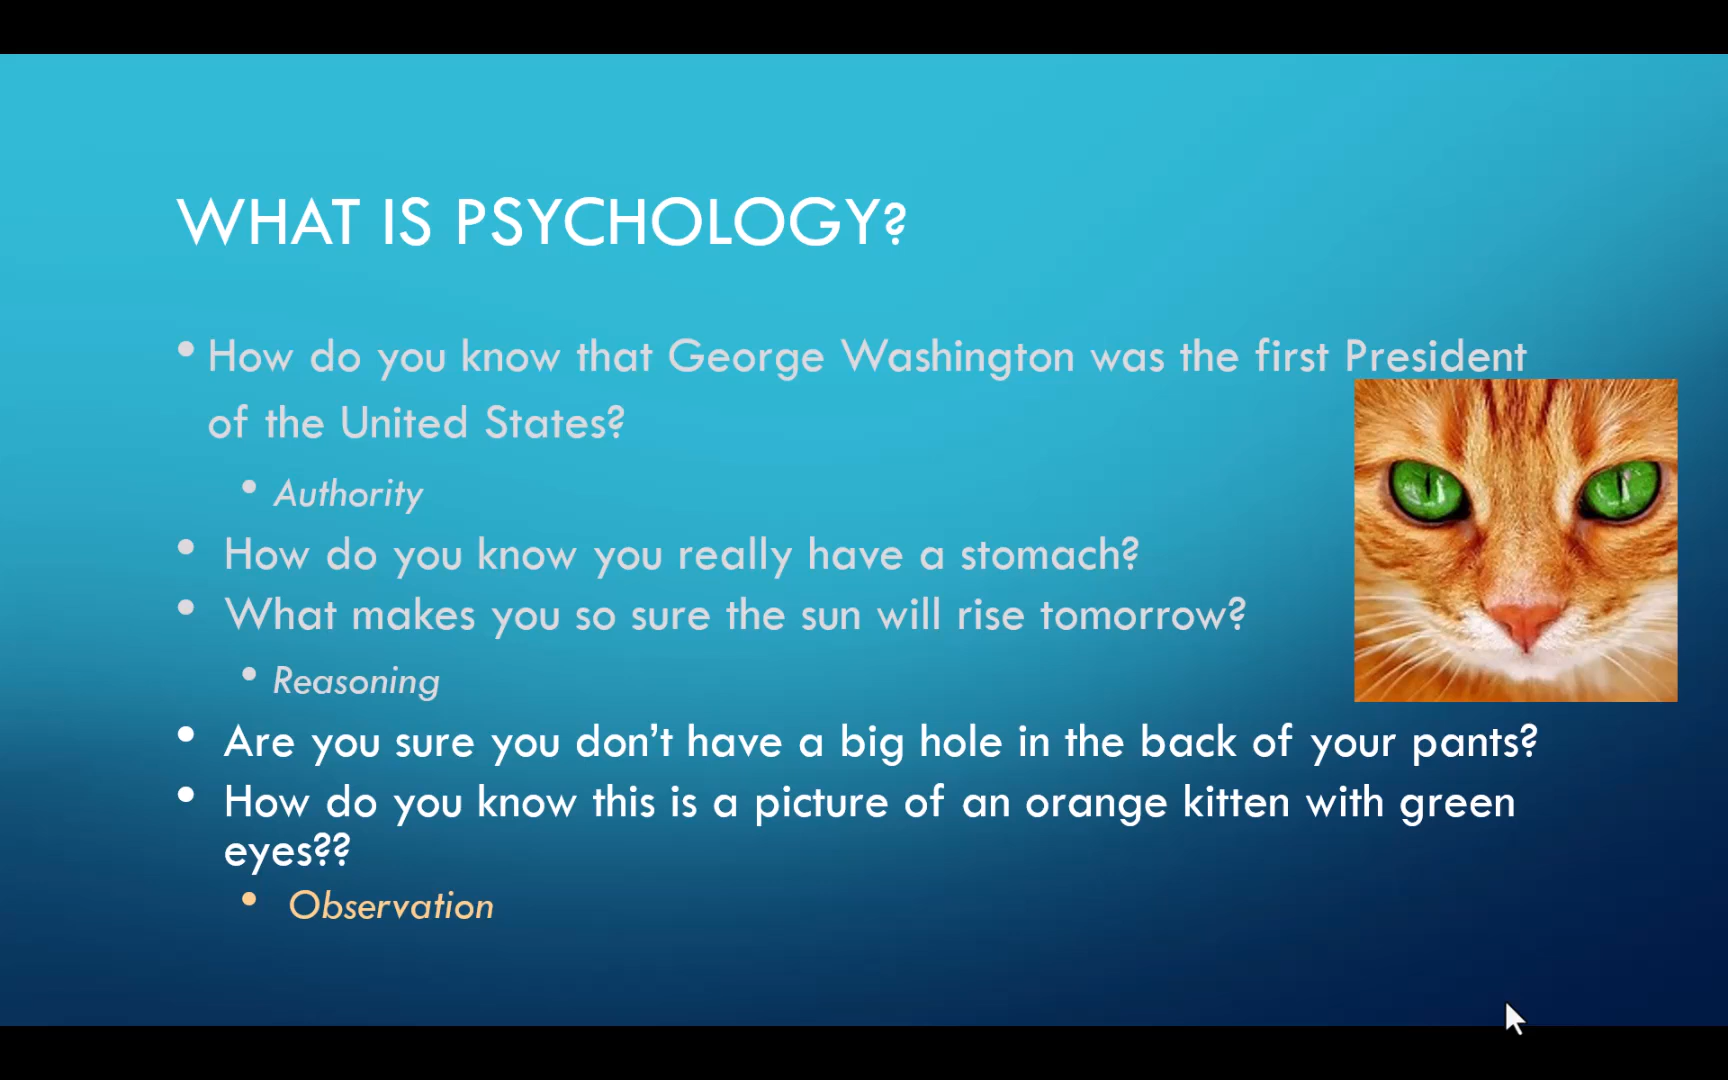 WHAT IS PSYCHOLOGY?
• How do you know that George Washington was the first President
of the United States?
• Authority
• How do you know you really have a stomach?
• What makes you so sure the sun will rise tomorrow?
• Reasoning
• Are you sure you don’t have a big hole in the back of your pants?
• How do you know this is a picture of an orange kitten with green
eyes??
• Observation